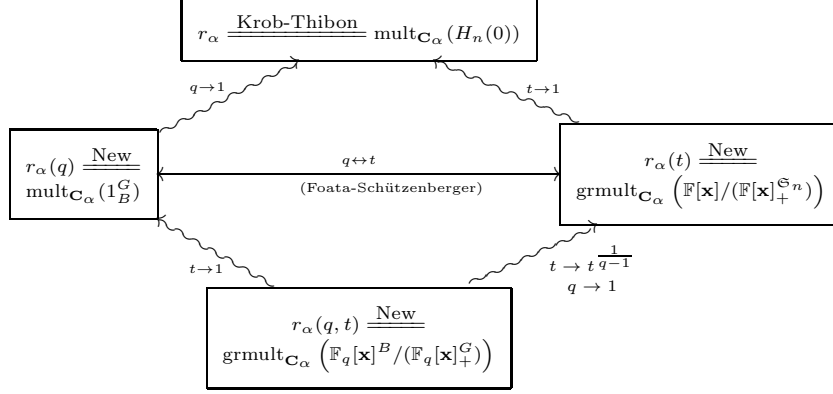 r_α Krob-Thibon mult_{C_α}(H_n(0))
q→1
t→1
r_α(q) New
mult_{C_α}(1_B^G)
q↔t
(Foata-Schützenberger)
r_α(t) New
grmult_{C_α} (𝔽[x]/(𝔽[x]_+^{𝔖_n}))
t→1
t → t^{1/(q−1)}
q → 1
r_α(q, t) New
grmult_{C_α} (𝔽_q[x]^B/(𝔽_q[x]_+^G))